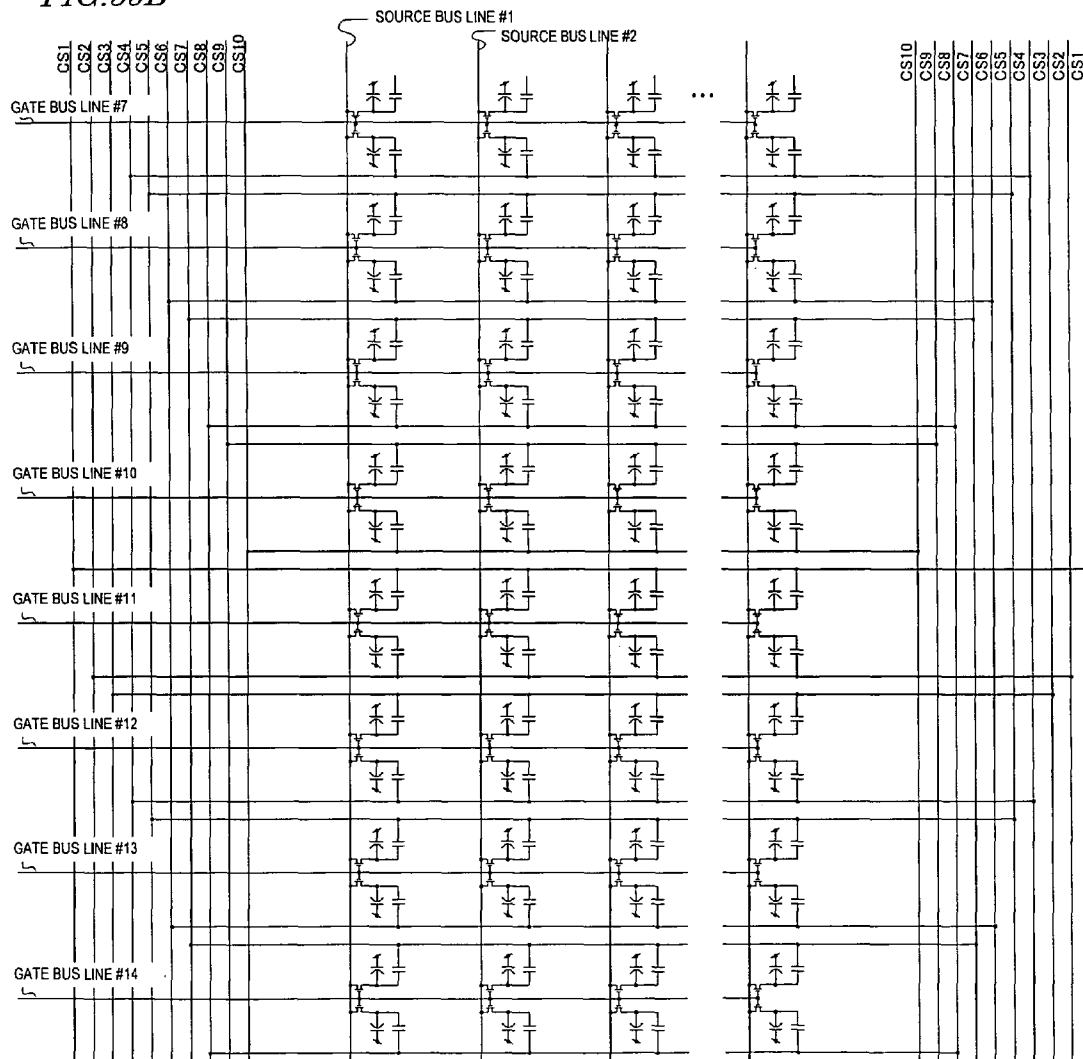 SOURCE BUS LINE #1
SOURCE BUS LINE #2
CS1
CS2
CS3
CS4
CS5
CS6
CS7
CS8
CS9
CS10
CS10
CS9
CS8
CS7
CS6
CS5
CS4
CS3
CS2
CS1
...
GATE BUS LINE #7
GATE BUS LINE #8
GATE BUS LINE #9
GATE BUS LINE #10
GATE BUS LINE #11
GATE BUS LINE #12
GATE BUS LINE #13
GATE BUS LINE #14